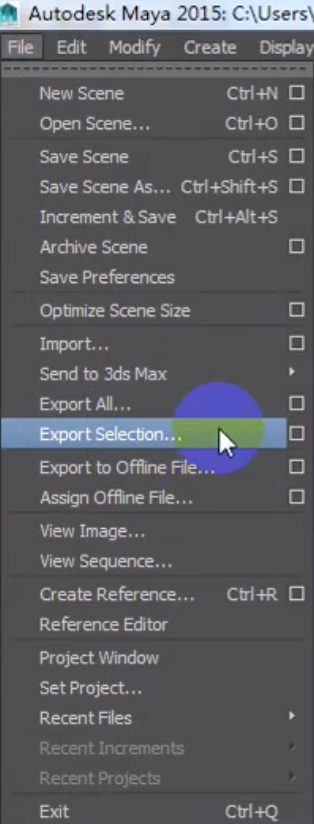 Autodesk Maya 2015: C:\Users\
File Edit Modify Create Display
New Scene Ctrl+N
Open Scene... Ctrl+O
Save Scene Ctrl+S
Save Scene As... Ctrl+Shift+S
Increment & Save Ctrl+Alt+S
Archive Scene
Save Preferences
Optimize Scene Size
Import...
Send to 3ds Max
Export All...
Export Selection...
Export to Offline File...
Assign Offline File...
View Image...
View Sequence...
Create Reference... Ctrl+R
Reference Editor
Project Window
Set Project...
Recent Files
Recent Increments
Recent Projects
Exit Ctrl+Q